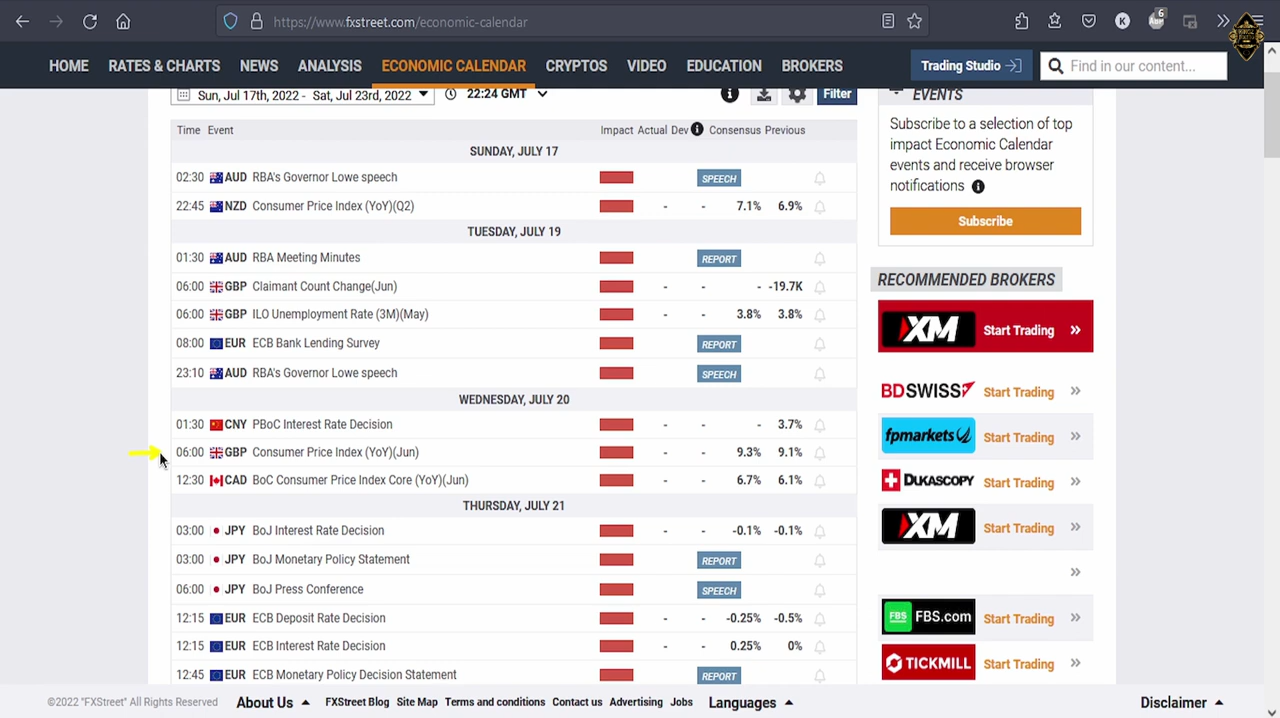 https://www.fxstreet.com/economic-calendar
6
HOME RATES & CHARTS NEWS ANALYSIS ECONOMIC CALENDAR CRYPTOS VIDEO EDUCATION BROKERS Trading Studio Find in our content...
Sun, Jul 17th, 2022 - Sat, Jul 23rd, 2022 22:24 GMT Filter
Time Event Impact Actual Dev Consensus Previous
SUNDAY, JULY 17
02:30 AUD RBA's Governor Lowe speech SPEECH
22:45 NZD Consumer Price Index (YoY)(Q2) - - 7.1% 6.9%
TUESDAY, JULY 19
01:30 AUD RBA Meeting Minutes REPORT
06:00 GBP Claimant Count Change(Jun) - - - -19.7K
06:00 GBP ILO Unemployment Rate (3M)(May) - - 3.8% 3.8%
08:00 EUR ECB Bank Lending Survey REPORT
23:10 AUD RBA's Governor Lowe speech SPEECH
WEDNESDAY, JULY 20
01:30 CNY PBoC Interest Rate Decision - - - 3.7%
06:00 GBP Consumer Price Index (YoY)(Jun) - - 9.3% 9.1%
12:30 CAD BoC Consumer Price Index Core (YoY)(Jun) - - 6.7% 6.1%
THURSDAY, JULY 21
03:00 JPY BoJ Interest Rate Decision - - -0.1% -0.1%
03:00 JPY BoJ Monetary Policy Statement REPORT
06:00 JPY BoJ Press Conference SPEECH
12:15 EUR ECB Deposit Rate Decision - - -0.25% -0.5%
12:15 EUR ECB Interest Rate Decision - - 0.25% 0%
12:45 EUR ECB Monetary Policy Decision Statement REPORT
EVENTS
Subscribe to a selection of top
impact Economic Calendar
events and receive browser
notifications
Subscribe
RECOMMENDED BROKERS
XM Start Trading
BDSWISS Start Trading
fpmarkets Start Trading
DUKASCOPY Start Trading
XM Start Trading
FBS FBS.com Start Trading
TICKMILL Start Trading
©2022 "FXStreet" All Rights Reserved About Us FXStreet Blog Site Map Terms and conditions Contact us Advertising Jobs Languages Disclaimer